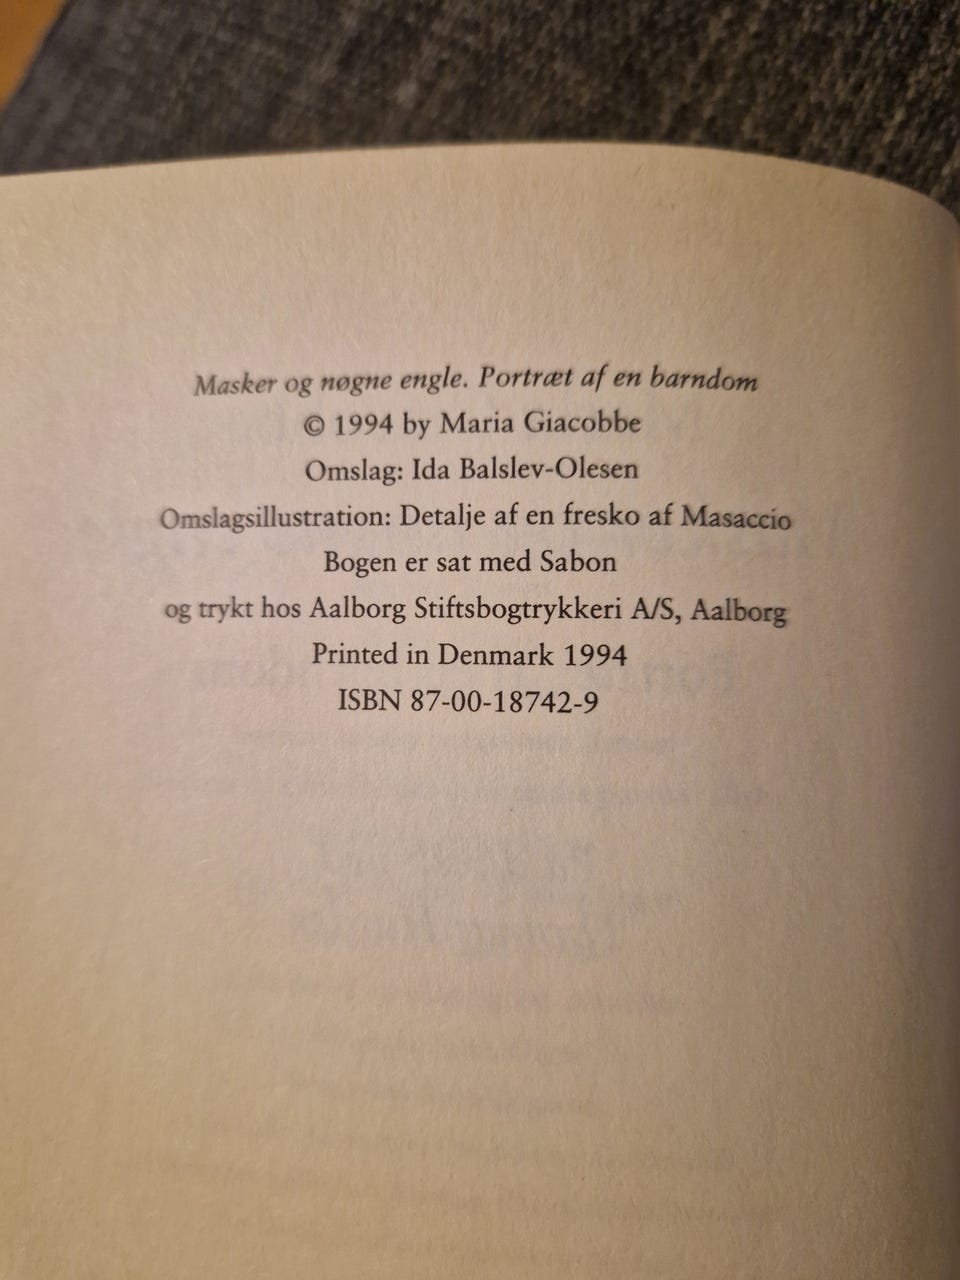 Masker og nøgne engle. Portræt af en barndom
© 1994 by Maria Giacobbe
Omslag: Ida Balslev-Olesen
Omslagsillustration: Detalje af en fresko af Masaccio
Bogen er sat med Sabon
og trykt hos Aalborg Stiftsbogtrykkeri A/S, Aalborg
Printed in Denmark 1994
ISBN 87-00-18742-9